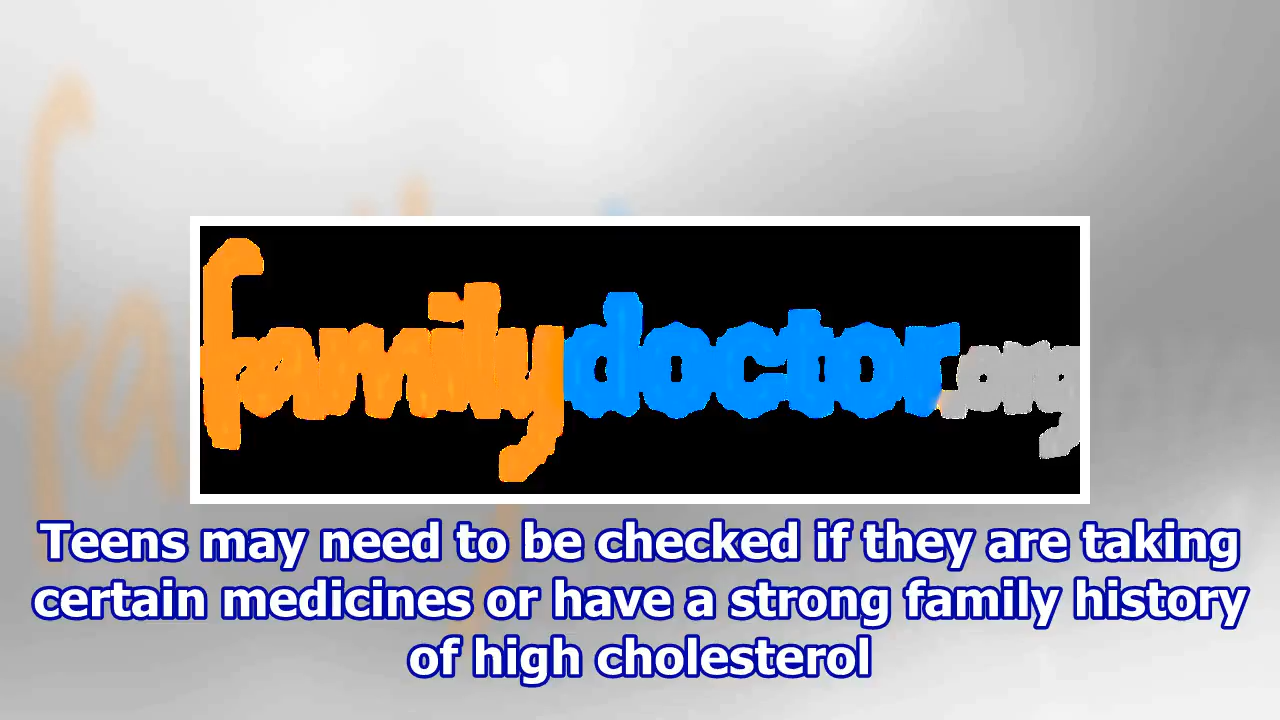 familydoctor.org
Teens may need to be checked if they are taking
certain medicines or have a strong family history
of high cholesterol